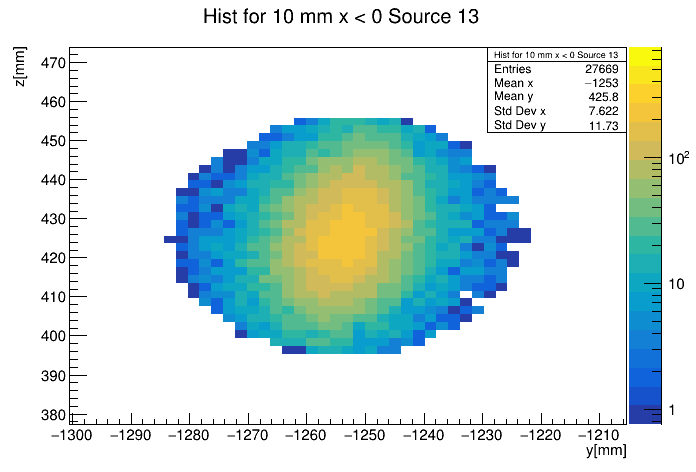 Hist for 10 mm x < 0 Source 13
z[mm]
Hist for 10 mm x < 0 Source 13
Entries 27669
Mean x −1253
Mean y 425.8
Std Dev x 7.622
Std Dev y 11.73
470
460
450
440
430
420
410
400
390
380
10²
10
1
−1300 −1290 −1280 −1270 −1260 −1250 −1240 −1230 −1220 −1210
y[mm]